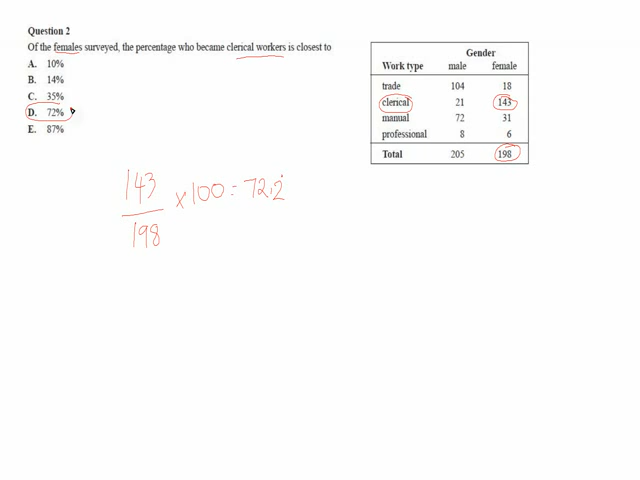 Question 2
Of the females surveyed, the percentage who became clerical workers is closest to
A. 10%
B. 14%
C. 35%
D. 72%
E. 87%
Gender
Work type male female
trade 104 18
clerical 21 143
manual 72 31
professional 8 6
Total 205 198
143
198
× 100 = 72.2̇